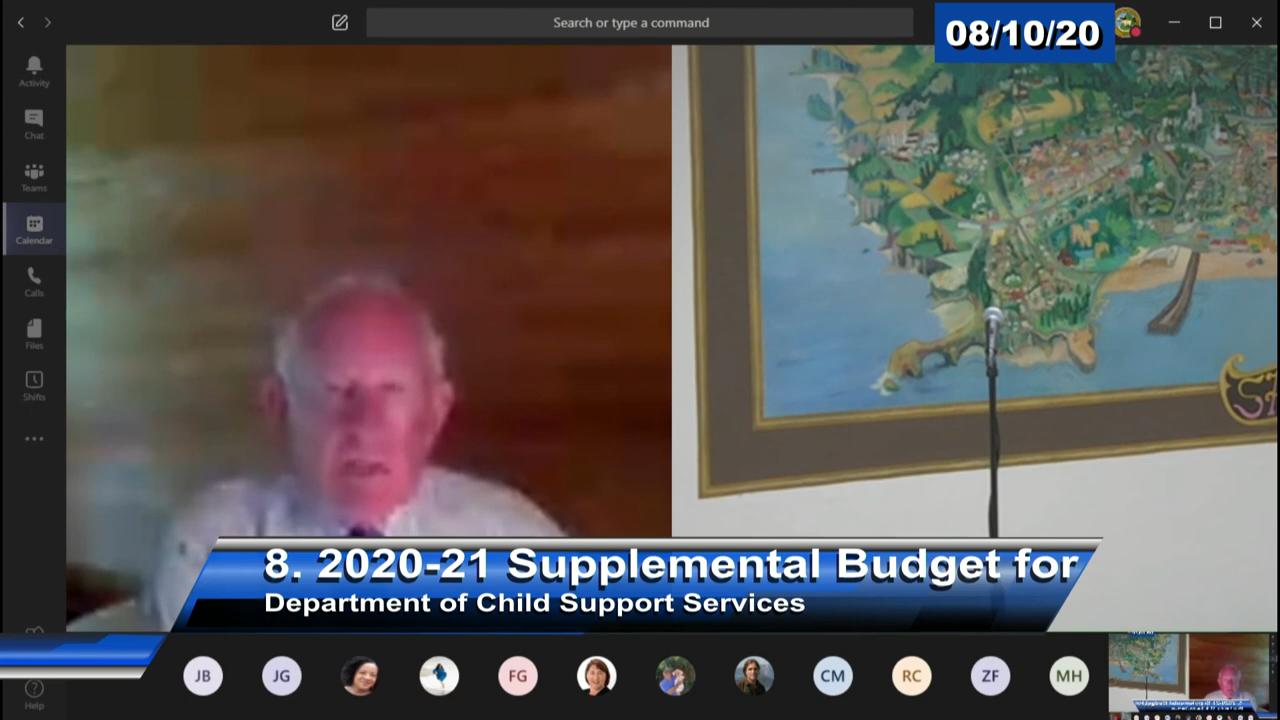 Search or type a command
08/10/20
Activity
Chat
Teams
Calendar
Calls
Files
Shifts
8. 2020-21 Supplemental Budget for
Department of Child Support Services
JB
JG
FG
CM
RC
ZF
MH
Help